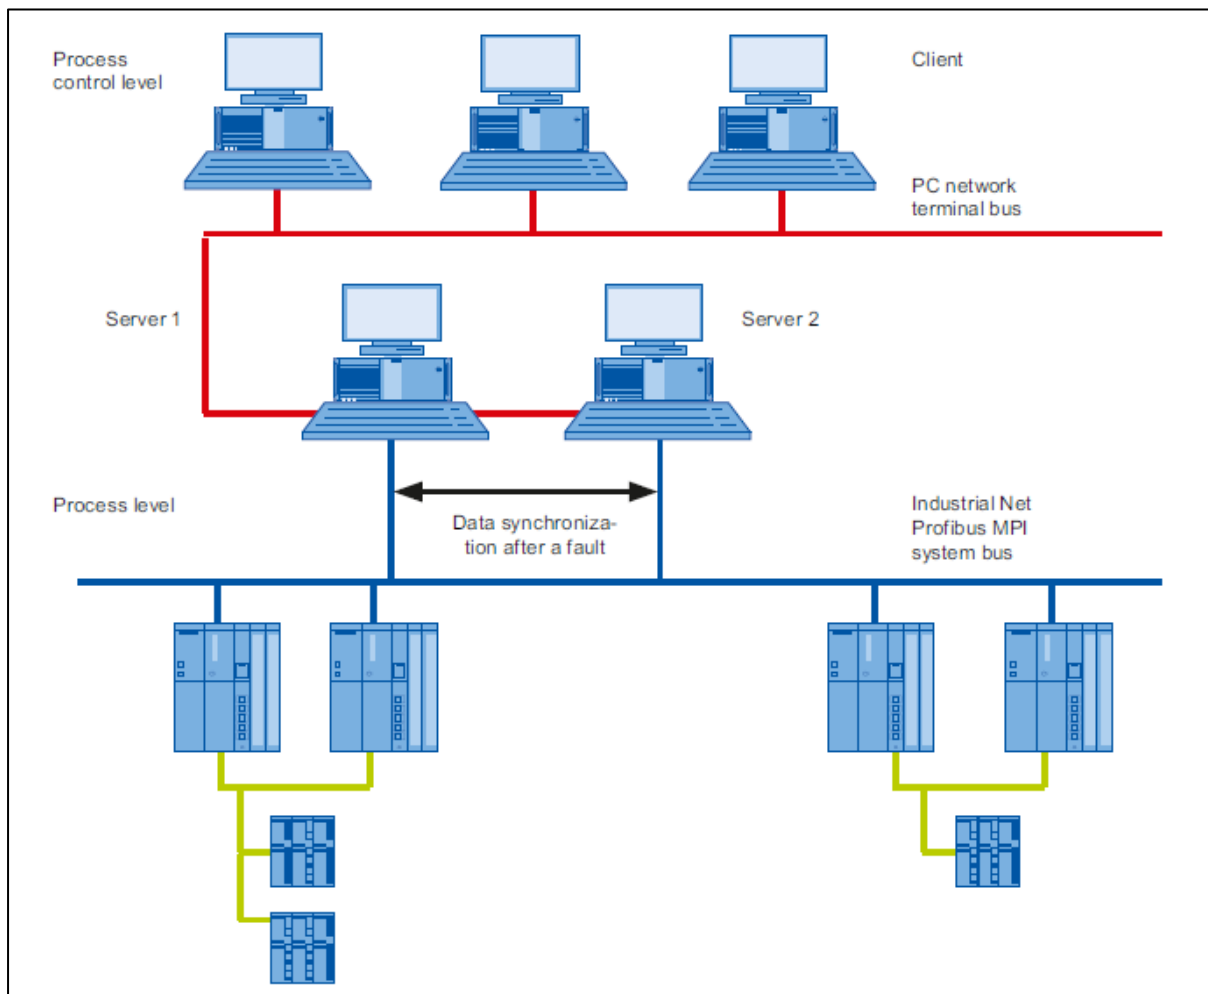 Process
control level
Client
PC network
terminal bus
Server 1
Server 2
Process level
Data synchroniza-
tion after a fault
Industrial Net
Profibus MPI
system bus